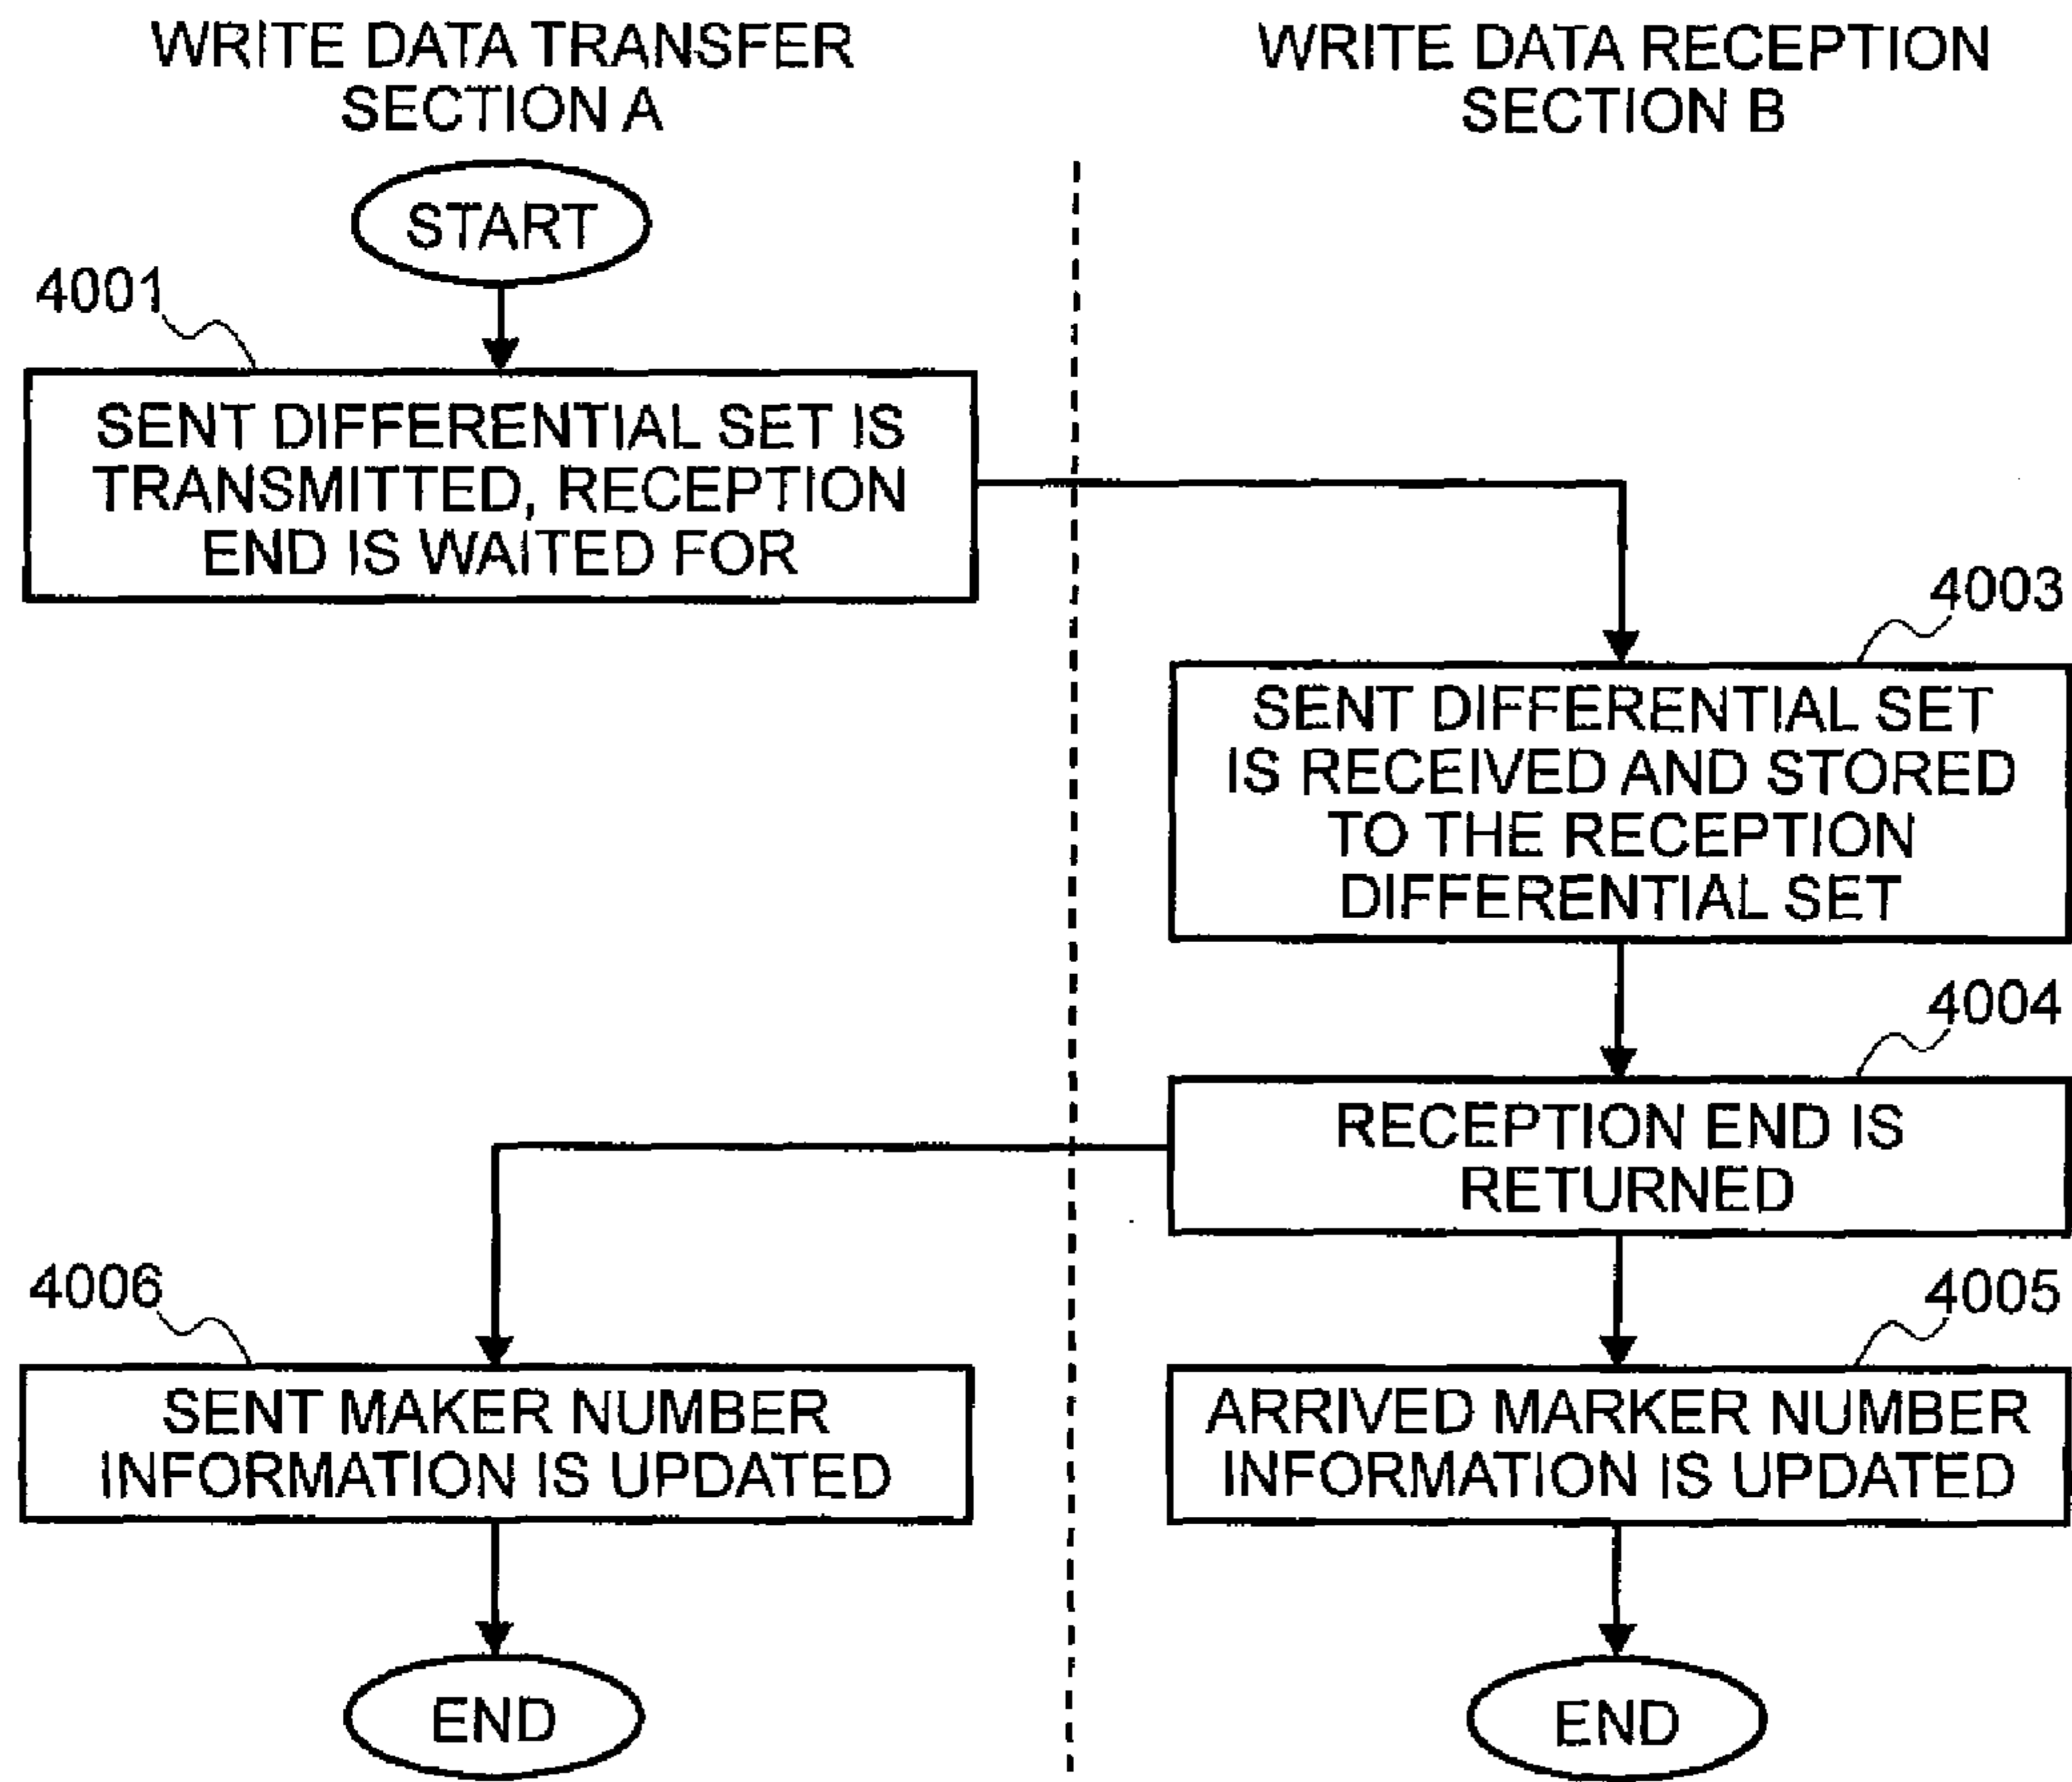 WRITE DATA TRANSFER
SECTION A
WRITE DATA RECEPTION
SECTION B
START
4001
SENT DIFFERENTIAL SET IS
TRANSMITTED, RECEPTION
END IS WAITED FOR
4003
SENT DIFFERENTIAL SET
IS RECEIVED AND STORED
TO THE RECEPTION
DIFFERENTIAL SET
4004
RECEPTION END IS
RETURNED
4006
SENT MAKER NUMBER
INFORMATION IS UPDATED
4005
ARRIVED MARKER NUMBER
INFORMATION IS UPDATED
END
END